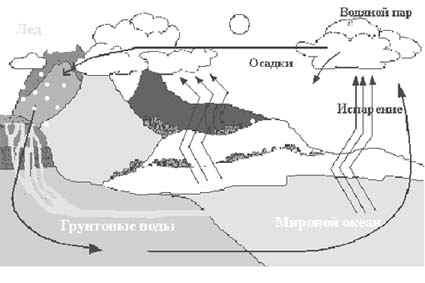 Водяной пар
Лед
Осадки
Испарение
Грунтовые воды
Мировой океан